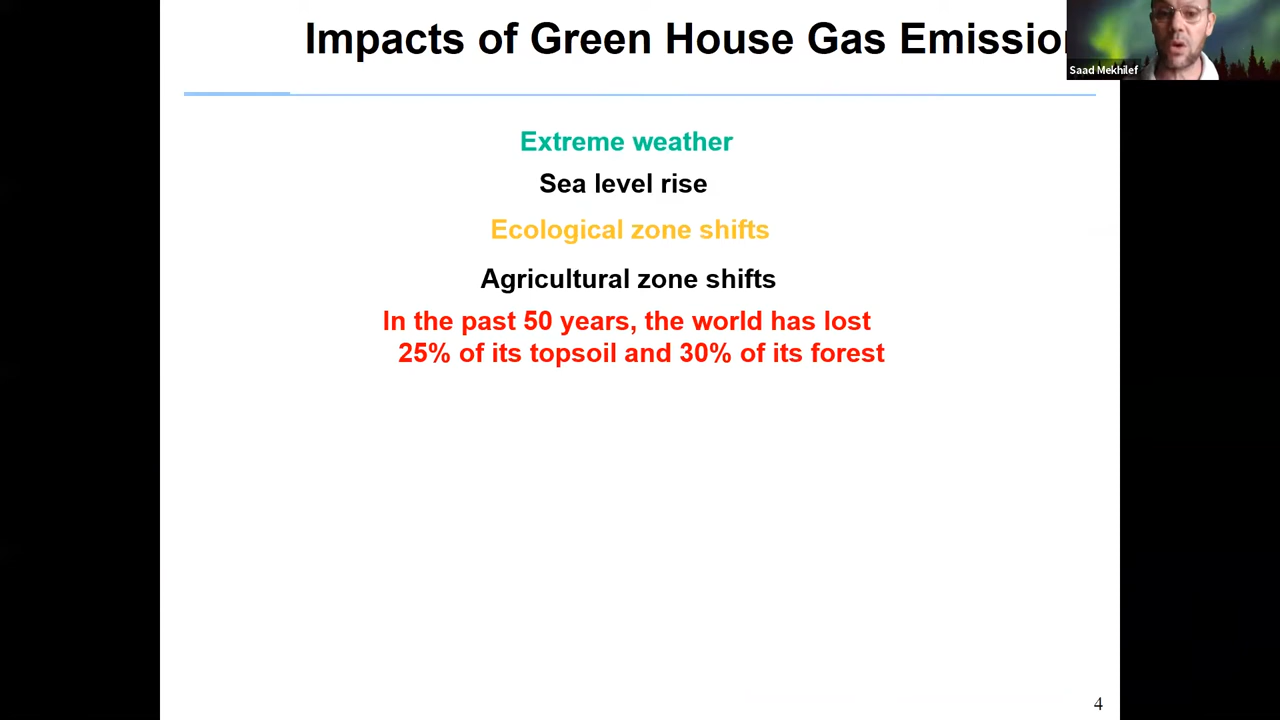 Impacts of Green House Gas Emission
Saad Mekhilef
Extreme weather
Sea level rise
Ecological zone shifts
Agricultural zone shifts
In the past 50 years, the world has lost
25% of its topsoil and 30% of its forest
4